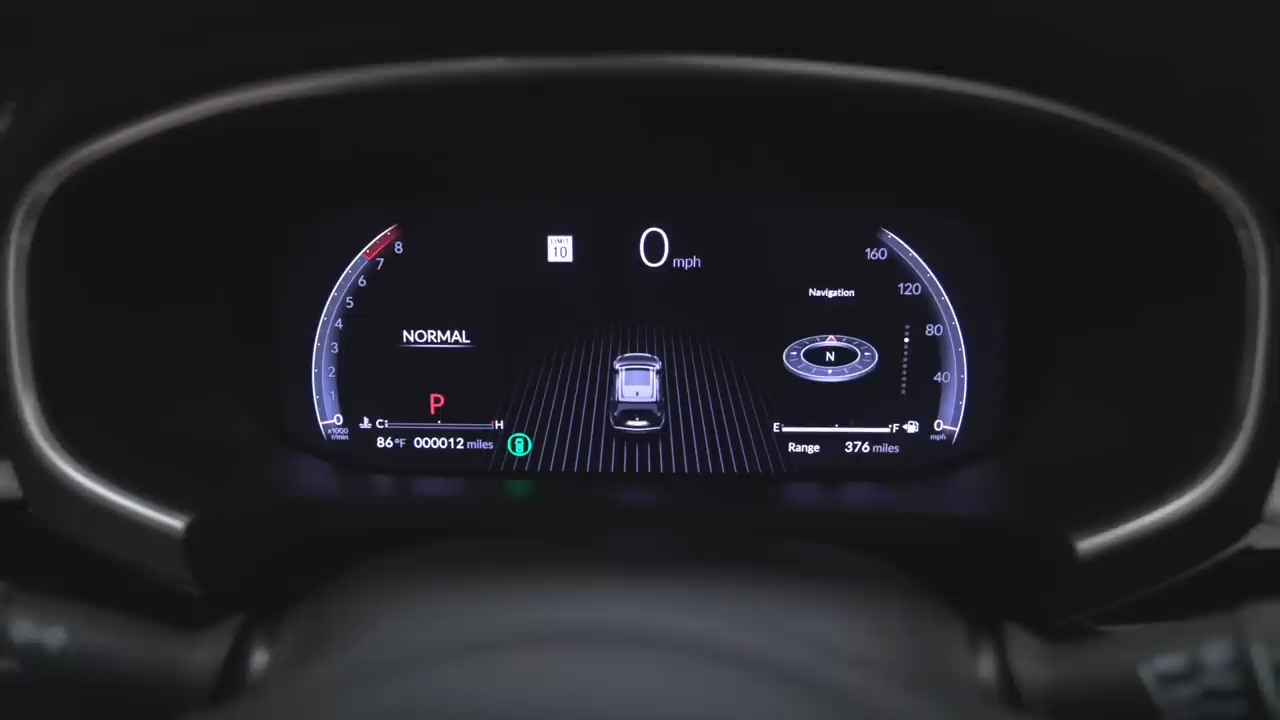 LIMIT
10
0 mph
8
7
6
5
4
3
2
1
0
x1000
r/min
NORMAL
P
C H
86°F 000012 miles
Navigation
N
160
120
80
40
0
mph
E F
Range 376 miles